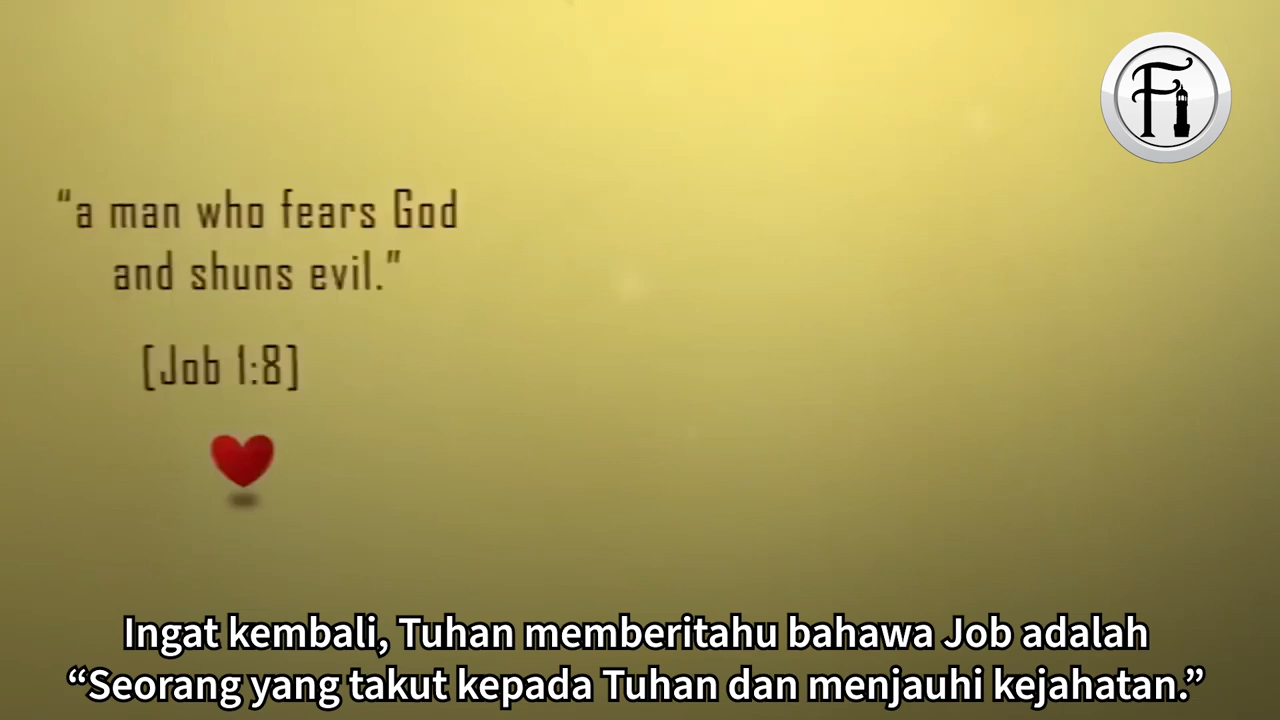 Fi
“a man who fears God
and shuns evil.”
[Job 1:8]
Ingat kembali, Tuhan memberitahu bahawa Job adalah
“Seorang yang takut kepada Tuhan dan menjauhi kejahatan.”